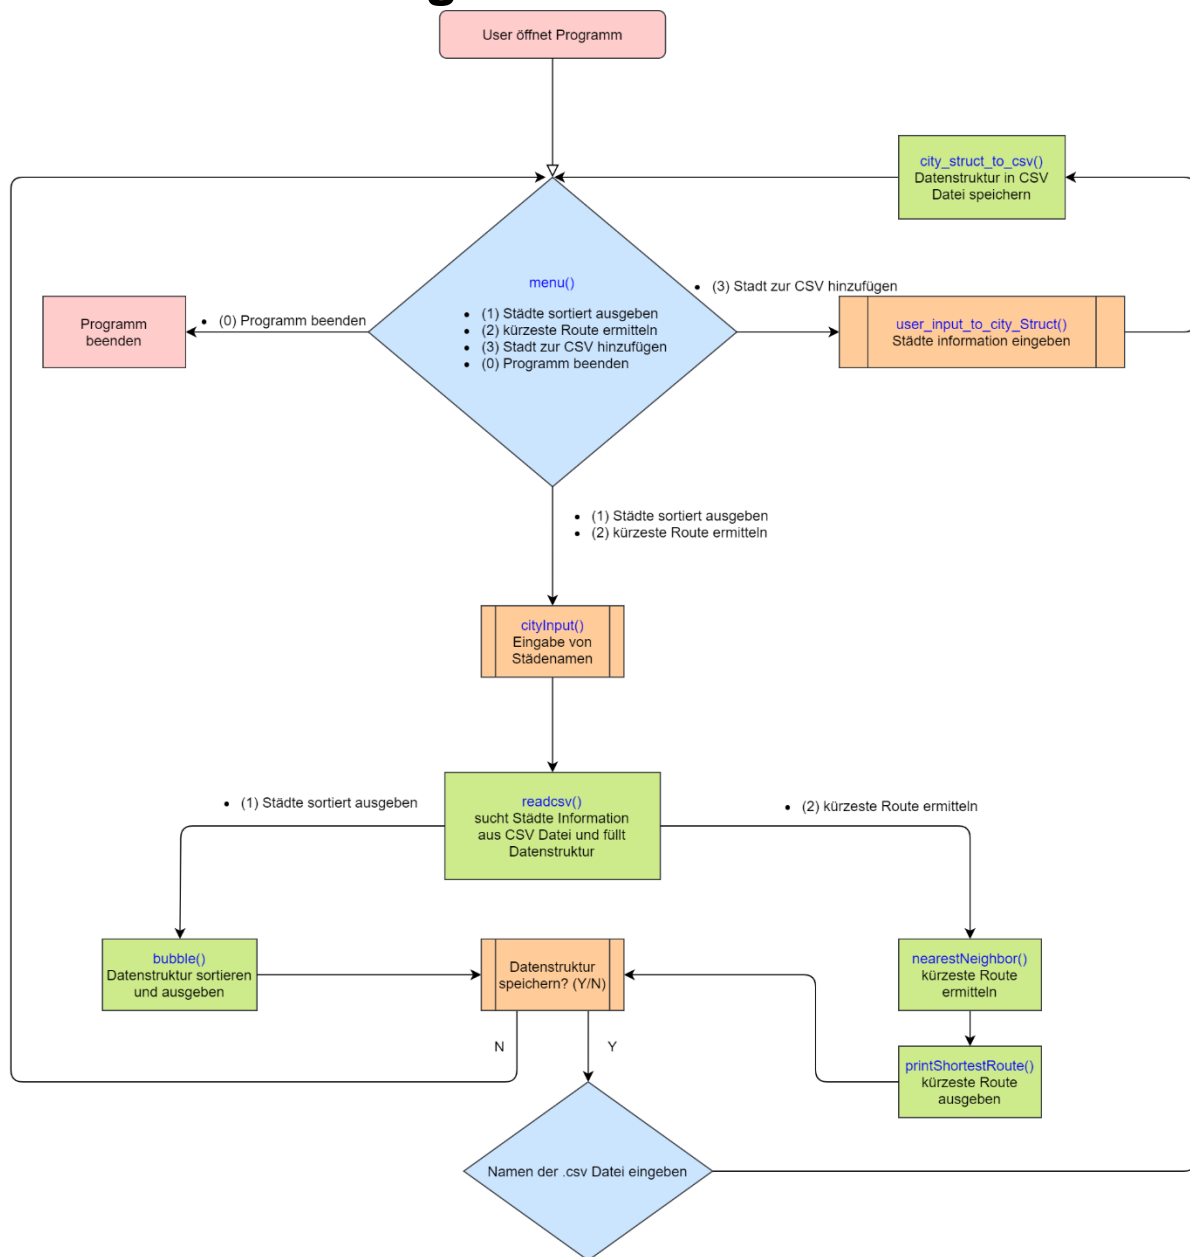 User öffnet Programm
city_struct_to_csv()
Datenstruktur in CSV
Datei speichern
menu()
• (1) Städte sortiert ausgeben
• (2) kürzeste Route ermitteln
• (3) Stadt zur CSV hinzufügen
• (0) Programm beenden
• (3) Stadt zur CSV hinzufügen
Programm
beenden
• (0) Programm beenden
user_input_to_city_Struct()
Städte information eingeben
• (1) Städte sortiert ausgeben
• (2) kürzeste Route ermitteln
cityInput()
Eingabe von
Städenamen
• (1) Städte sortiert ausgeben
readcsv()
sucht Städte Information
aus CSV Datei und füllt
Datenstruktur
• (2) kürzeste Route ermitteln
bubble()
Datenstruktur sortieren
und ausgeben
Datenstruktur
speichern? (Y/N)
nearestNeighbor()
kürzeste Route
ermitteln
N
Y
printShortestRoute()
kürzeste Route
ausgeben
Namen der .csv Datei eingeben